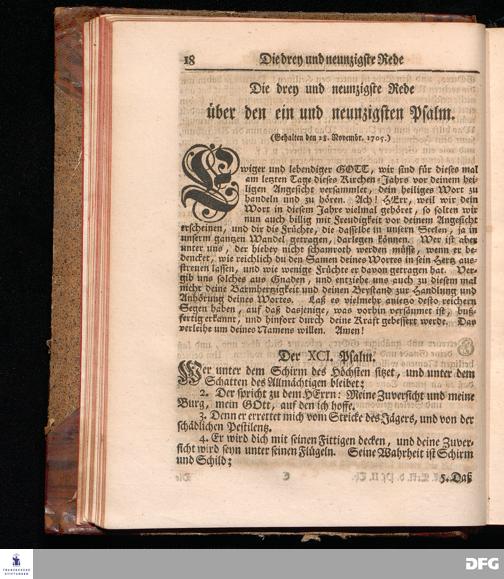 18 Die drey und neunzigste Rede
Die drey und neunzigste Rede
über den ein und neunzigsten Psalm.
(Gehalten den 28. Novembr. 1705.)
Ewiger und lebendiger GOTT, wir sind für dieses mal
am letzten Tage dieses Kirchen-Jahrs vor deinem hei-
ligen Angesicht versammlet, dein heiliges Wort zu
handeln und zu hören. Ach! HErr, weil wir dein
Wort in diesem Jahre vielmal gehöret, so solten wir
nun auch billig mit Freudigkeit vor deinem Angesicht
erscheinen, und dir die Früchte, die dasselbe in unsern Seelen, ja in
unserm gantzen Wandel getragen, darlegen können. Wer ist aber
unter uns, der hiebey nicht schamroth werden müsse, wenn er be-
dencket, wie reichlich du den Samen deines Wortes in sein Hertz aus-
streuen lassen, und wie wenige Früchte er davon getragen hat. Ver-
gib uns solches aus Gnaden, und entziehe uns auch zu diesem mal
nicht deine Barmhertzigkeit und deinen Beystand zur Handlung und
Anhörung deines Wortes. Laß es vielmehr anietzo desto reichern
Segen haben, auf daß dasjenige, was vorhin versäumet ist, buß-
fertig erkannt, und hinfort durch deine Kraft gebessert werde. Das
verleihe um deines Namens willen. Amen!
Der XCI. Psalm.
Wer unter dem Schirm des Höchsten sitzet, und unter dem
Schatten des Allmächtigen bleibet;
2. Der spricht zu dem HErrn: Meine Zuversicht und meine
Burg, mein GOtt, auf den ich hoffe.
3. Denn er errettet mich vom Stricke des Jägers, und von der
schädlichen Pestilentz.
4. Er wird dich mit seinen Fittigen decken, und deine Zuver-
sicht wird seyn unter seinen Flügeln. Seine Wahrheit ist Schirm
und Schild;
5. Daß
FRANCKESCHE
STIFTUNGEN
DFG